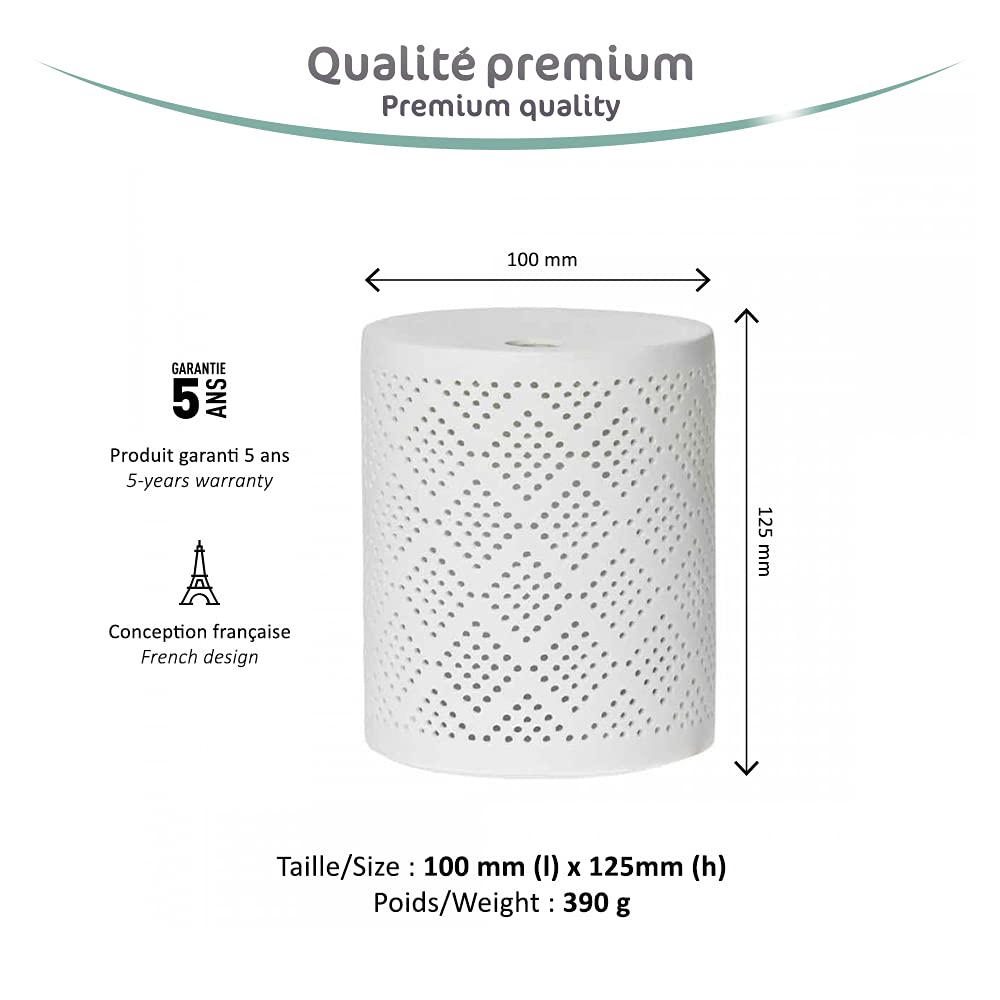 Qualité premium
Premium quality
100 mm
125 mm
GARANTIE
5 ANS
Produit garanti 5 ans
5-years warranty
Conception française
French design
Taille/Size : 100 mm (l) x 125mm (h)
Poids/Weight : 390 g